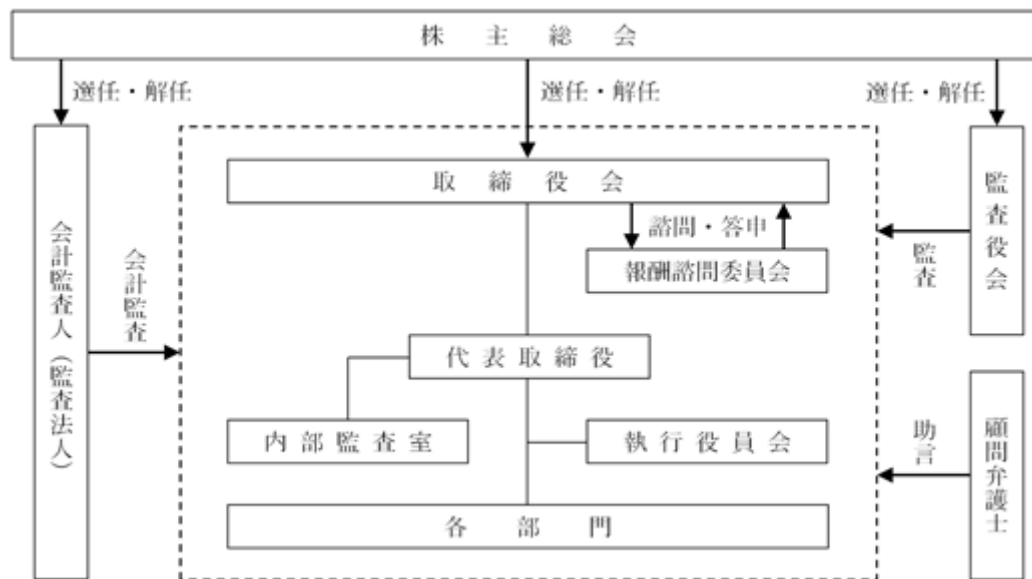 株主総会
選任・解任
選任・解任
選任・解任
会計監査人（監査法人）
会計監査
取締役会
諮問・答申
報酬諮問委員会
監査役会
監査
代表取締役
内部監査室
執行役員会
顧問弁護士
助言
各部門